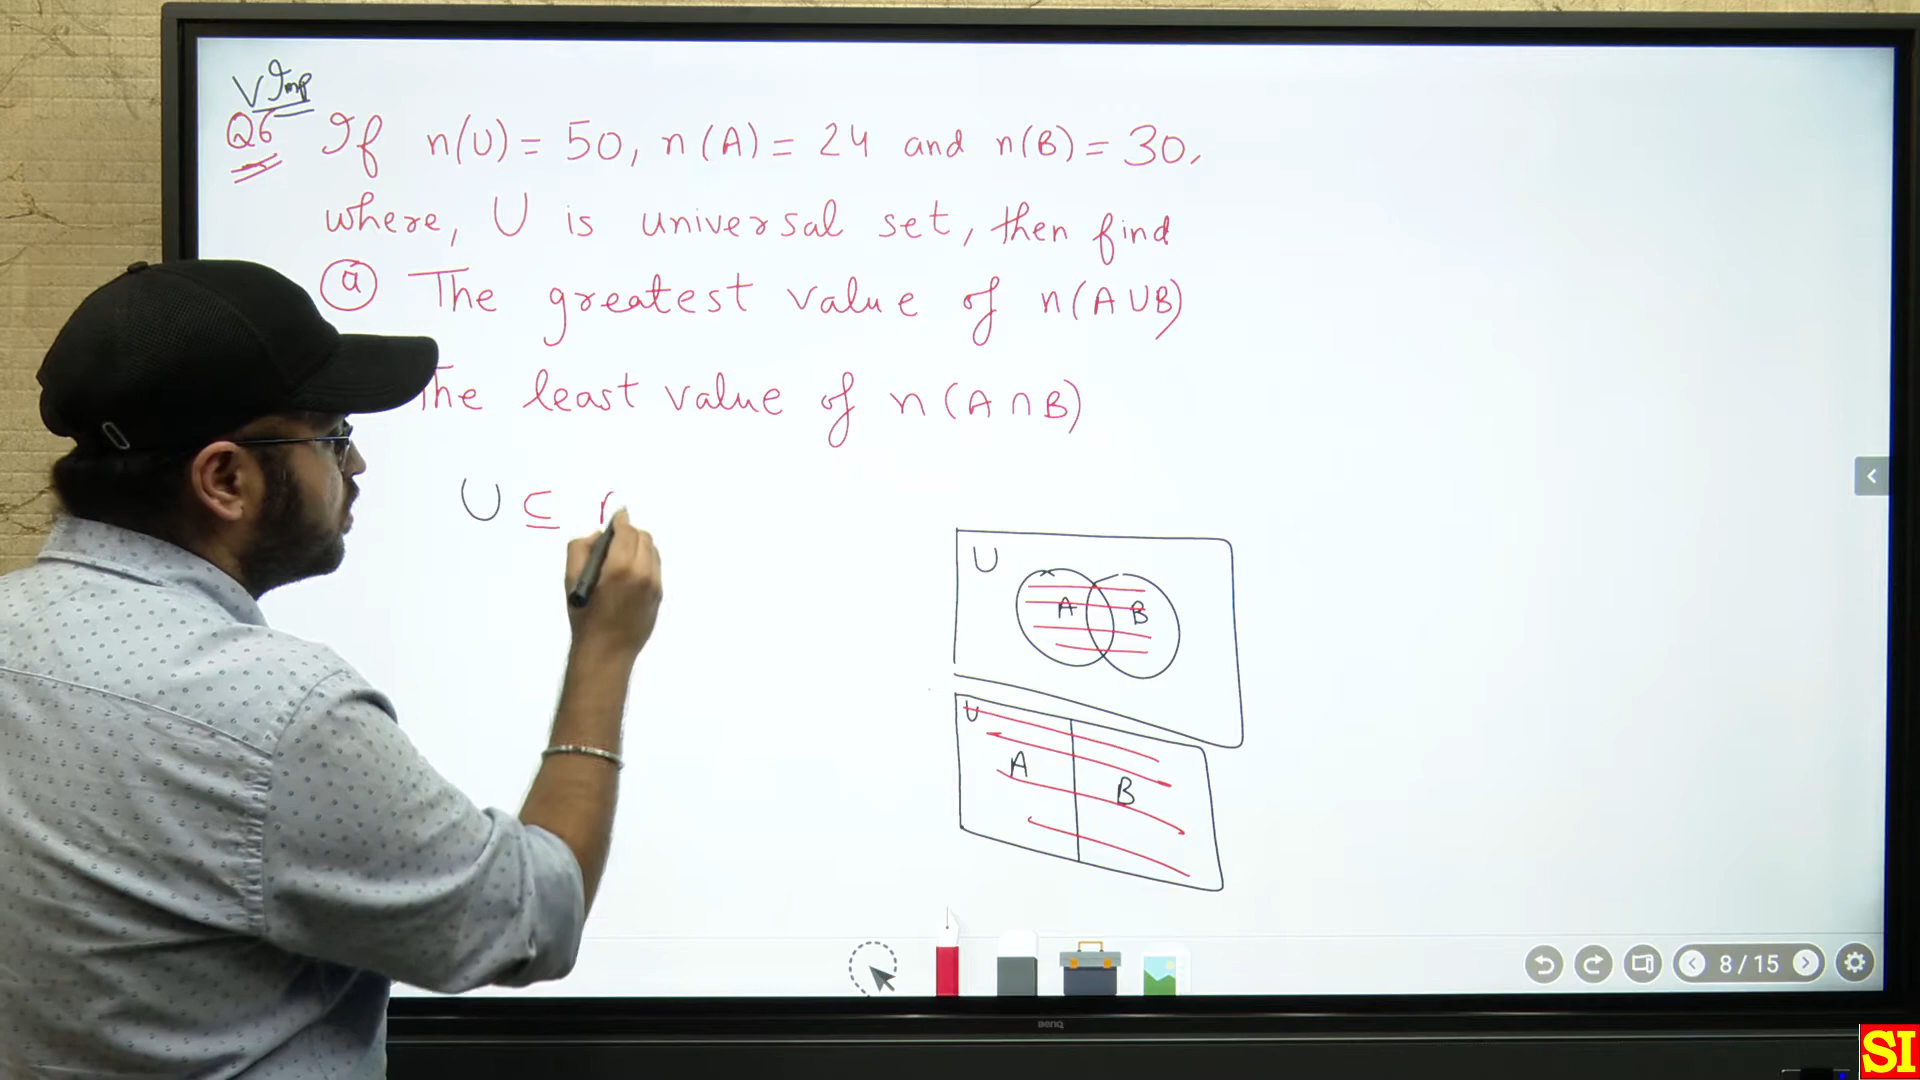 V Imp
Q6 If n(U) = 50, n(A) = 24 and n(B) = 30,
where, U is universal set, then find
(a) The greatest value of n(A∪B)
The least value of n(A∩B)
U ⊆
U
A B
U
A
B
8/15
BenQ
SI